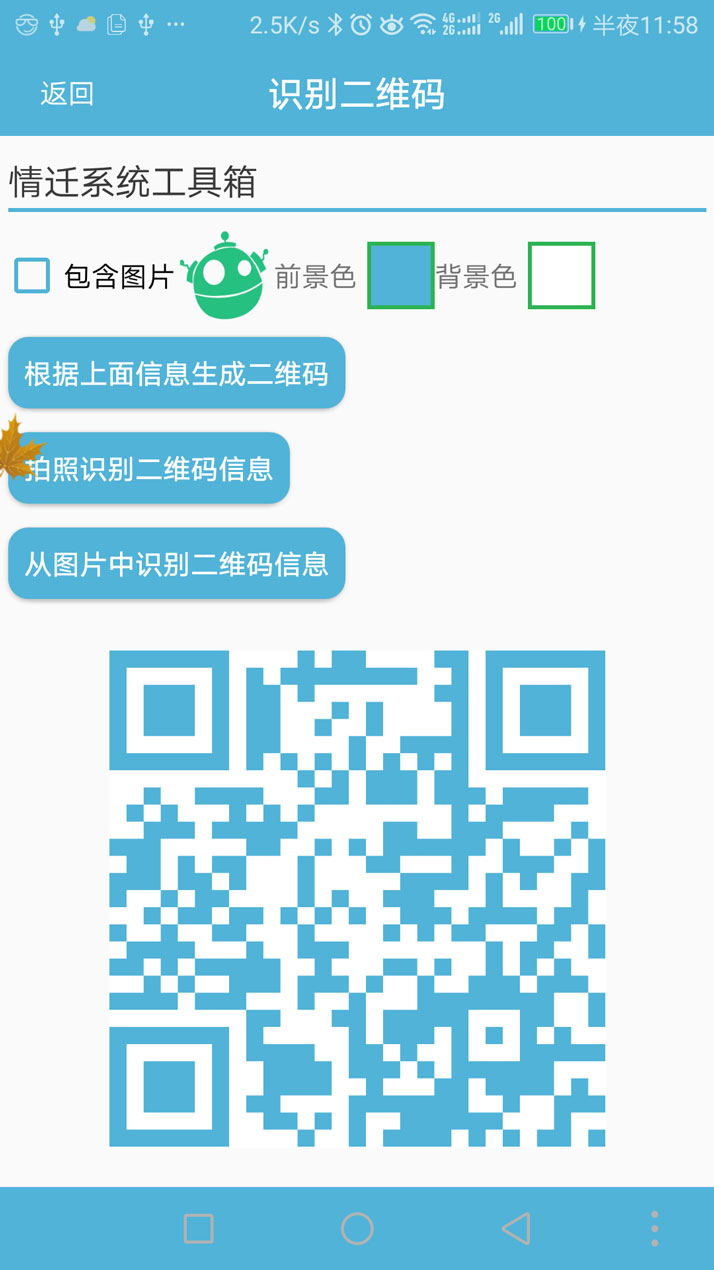 2.5K/s 4G 2G 2G 100 半夜11:58
返回 识别二维码
情迁系统工具箱
包含图片 前景色 背景色
根据上面信息生成二维码
拍照识别二维码信息
从图片中识别二维码信息